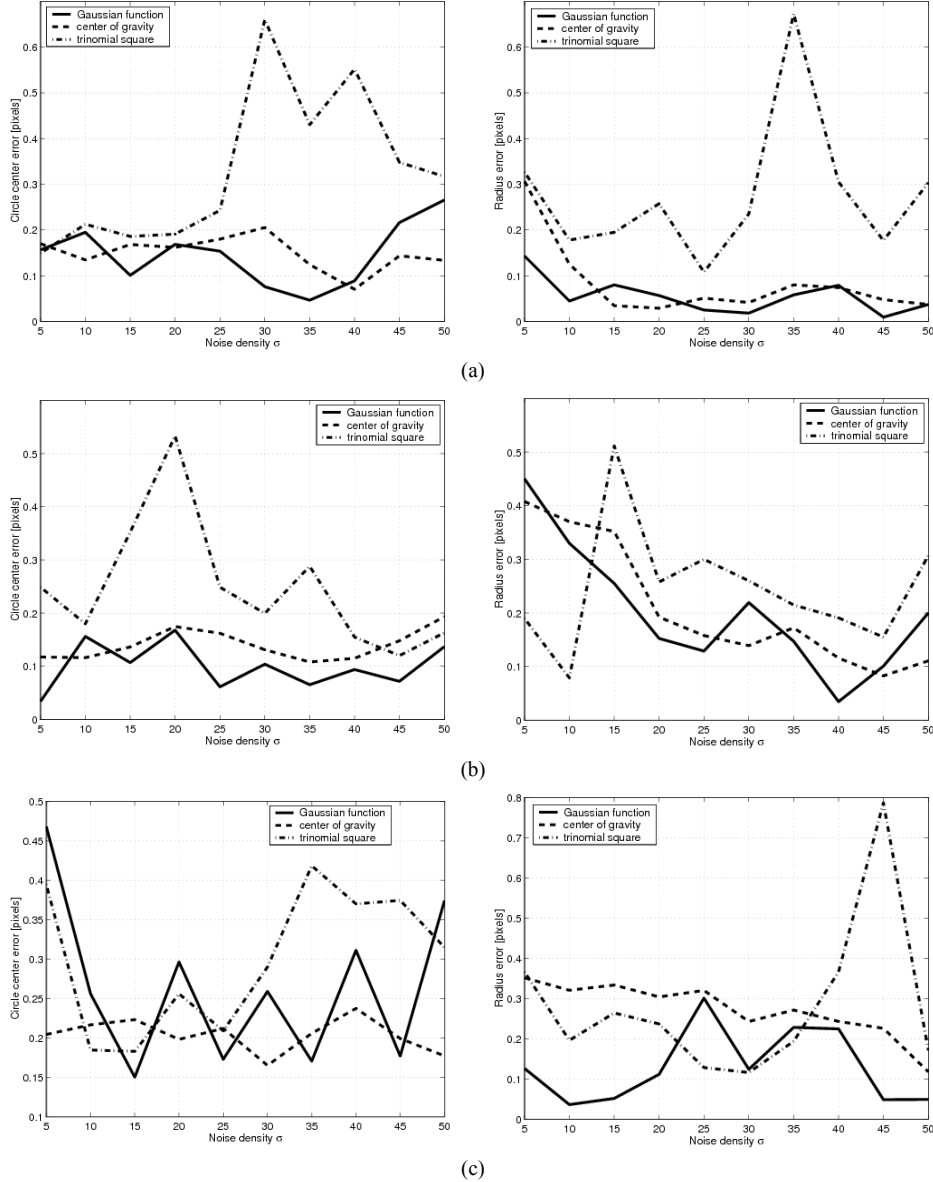 Gaussian function
center of gravity
trinomial square
Circle center error [pixels]
0.6
0.5
0.4
0.3
0.2
0.1
0
5 10 15 20 25 30 35 40 45 50
Noise density σ
Gaussian function
center of gravity
trinomial square
Radius error [pixels]
0.6
0.5
0.4
0.3
0.2
0.1
0
5 10 15 20 25 30 35 40 45 50
Noise density σ
(a)
Gaussian function
center of gravity
trinomial square
Circle center error [pixels]
0.5
0.4
0.3
0.2
0.1
0
5 10 15 20 25 30 35 40 45 50
Noise density σ
Gaussian function
center of gravity
trinomial square
Radius error [pixels]
0.5
0.4
0.3
0.2
0.1
0
5 10 15 20 25 30 35 40 45 50
Noise density σ
(b)
Gaussian function
center of gravity
trinomial square
Circle center error [pixels]
0.5
0.45
0.4
0.35
0.3
0.25
0.2
0.15
0.1
5 10 15 20 25 30 35 40 45 50
Noise density σ
Gaussian function
center of gravity
trinomial square
Radius error [pixels]
0.8
0.7
0.6
0.5
0.4
0.3
0.2
0.1
0
5 10 15 20 25 30 35 40 45 50
Noise density σ
(c)